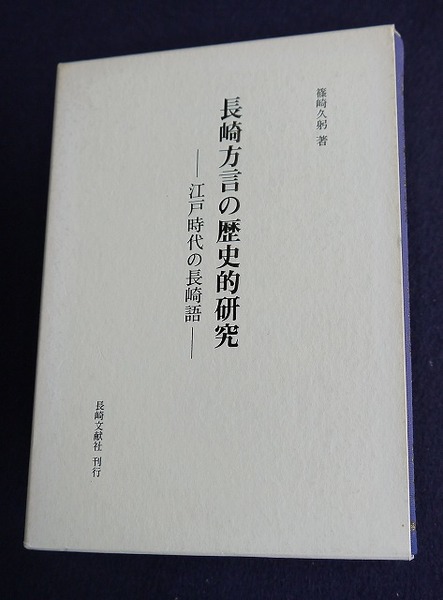 篠崎久躬 著
長崎方言の歴史的研究
―江戸時代の長崎語―
長崎文献社 刊行